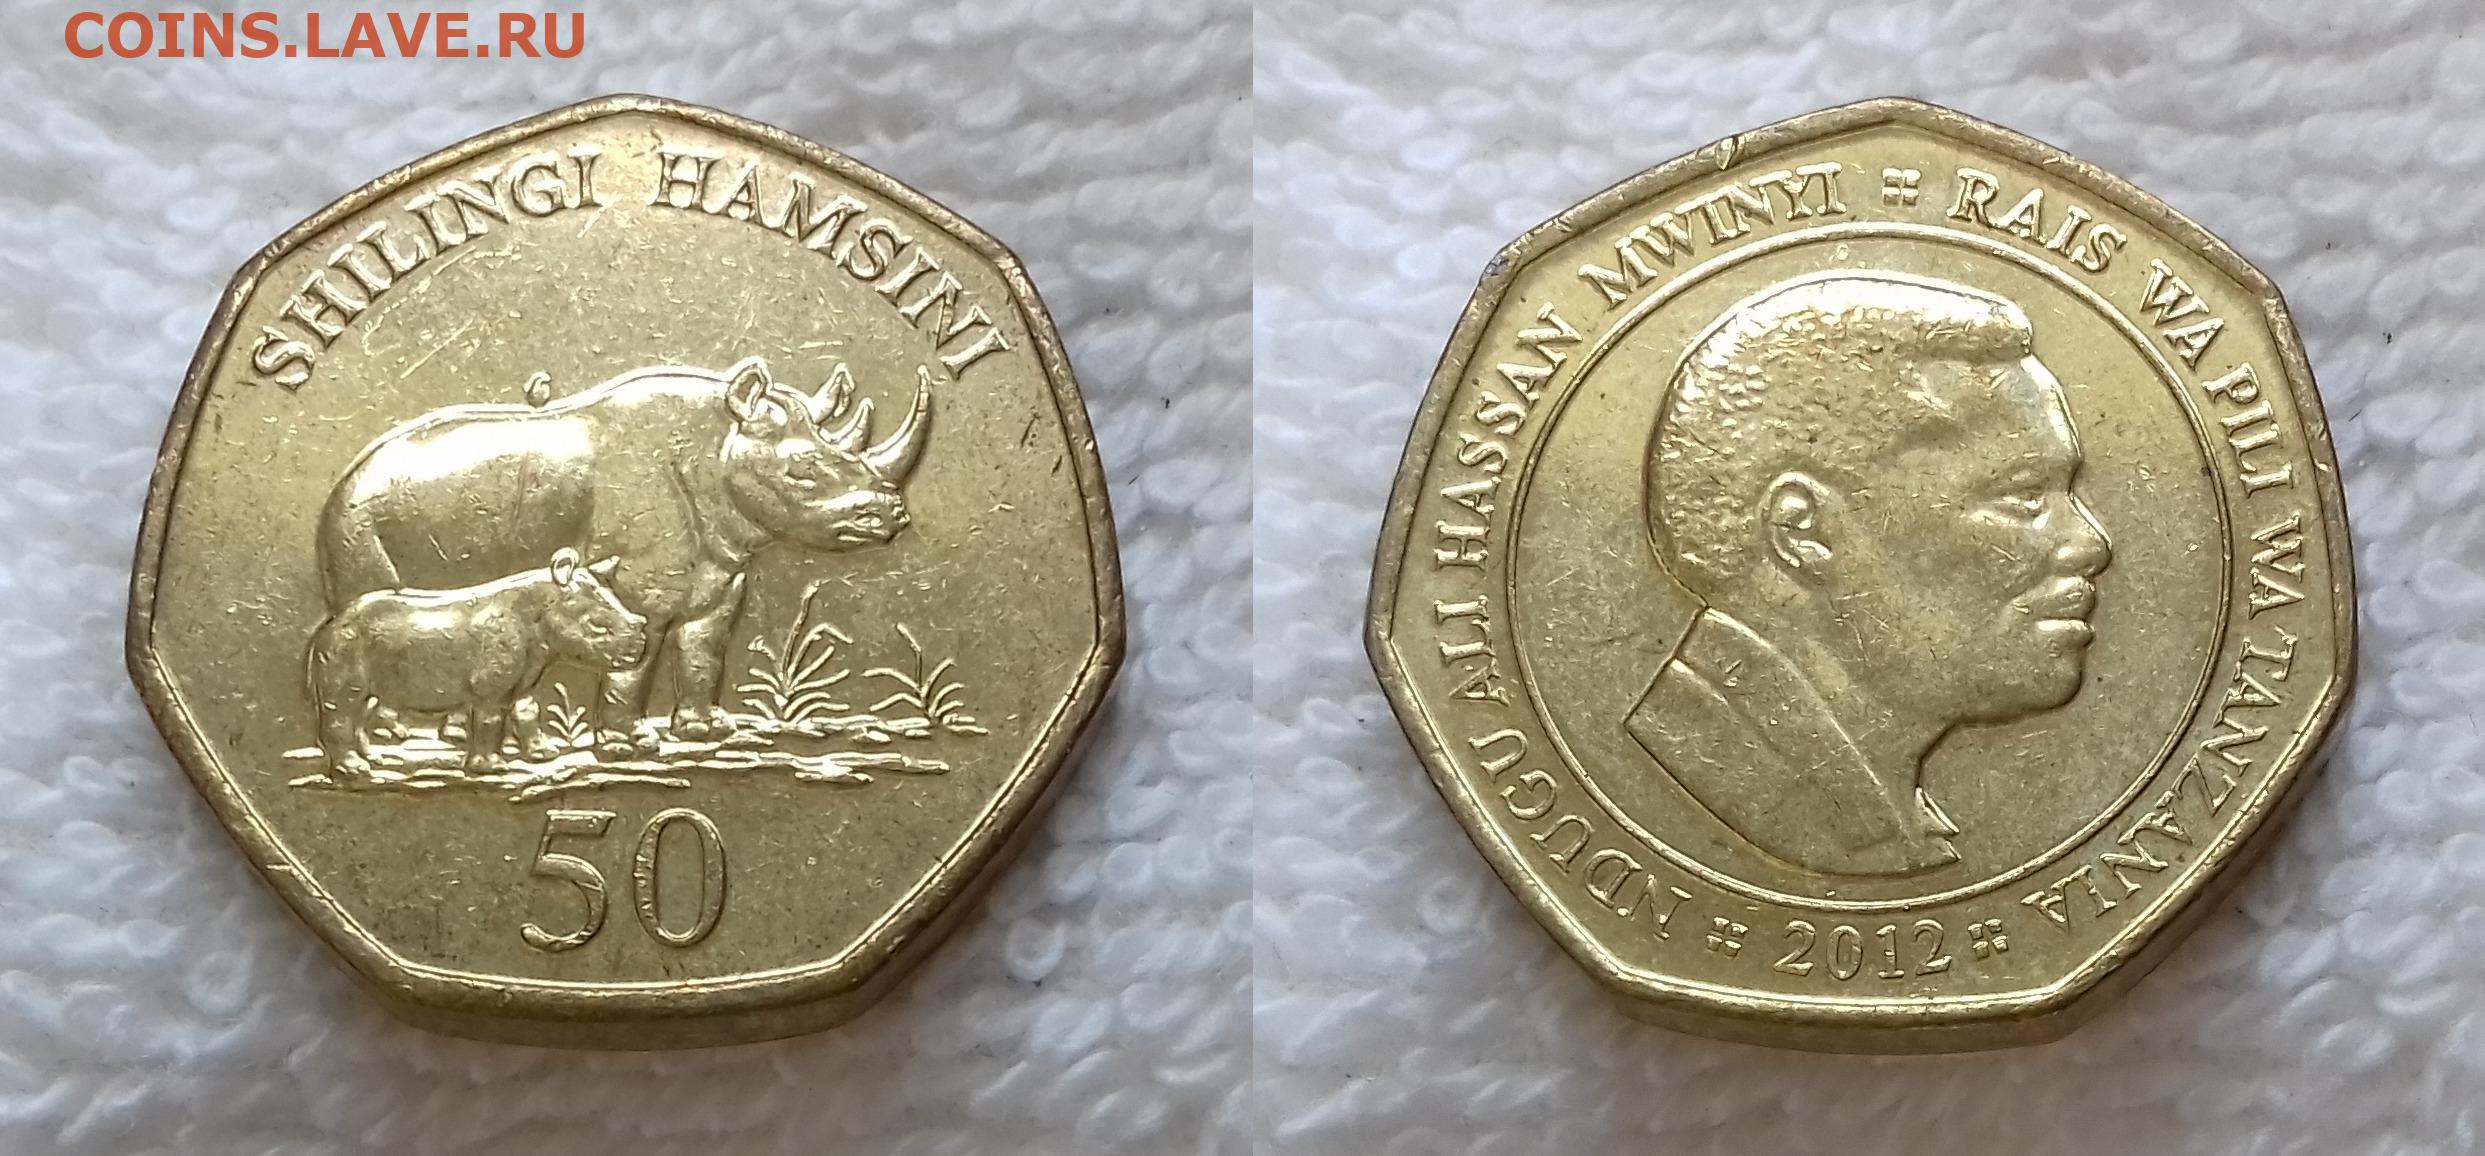 COINS.LAVE.RU
SHILINGI HAMSINI
50
NDUGU ALI HASSAN MWINYI RAIS WA PILI WA TANZANIA
2012